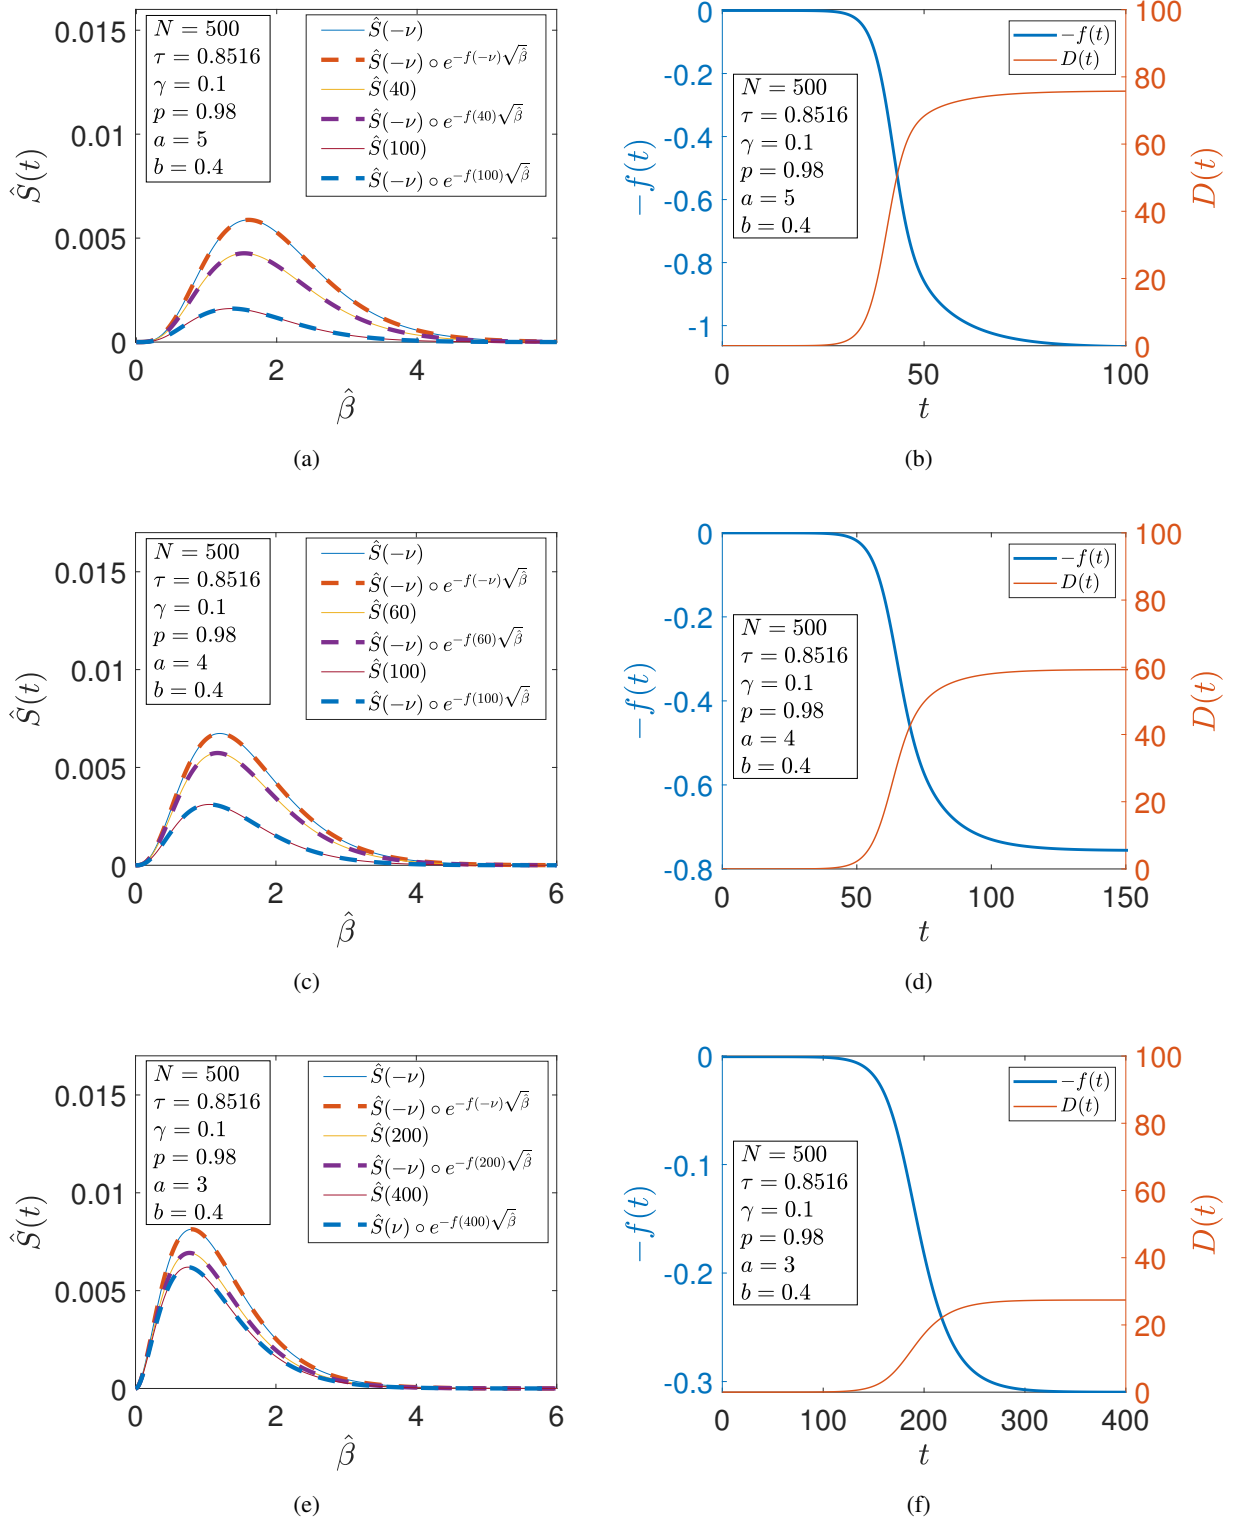 0.015
0.01
0.005
0
Ŝ(t)
N = 500
τ = 0.8516
γ = 0.1
p = 0.98
a = 5
b = 0.4
Ŝ(−ν)
Ŝ(−ν) ∘ e^{−f(−ν)√β̂}
Ŝ(40)
Ŝ(−ν) ∘ e^{−f(40)√β̂}
Ŝ(100)
Ŝ(−ν) ∘ e^{−f(100)√β̂}
0 2 4 6
β̂
(a)
0
-0.2
-0.4
-0.6
-0.8
-1
−f(t)
N = 500
τ = 0.8516
γ = 0.1
p = 0.98
a = 5
b = 0.4
−f(t)
D(t)
100
80
60
40
20
0
D(t)
0 50 100
t
(b)
0.015
0.01
0.005
0
Ŝ(t)
N = 500
τ = 0.8516
γ = 0.1
p = 0.98
a = 4
b = 0.4
Ŝ(−ν)
Ŝ(−ν) ∘ e^{−f(−ν)√β̂}
Ŝ(60)
Ŝ(−ν) ∘ e^{−f(60)√β̂}
Ŝ(100)
Ŝ(−ν) ∘ e^{−f(100)√β̂}
0 2 4 6
β̂
(c)
0
-0.2
-0.4
-0.6
-0.8
−f(t)
N = 500
τ = 0.8516
γ = 0.1
p = 0.98
a = 4
b = 0.4
−f(t)
D(t)
100
80
60
40
20
0
D(t)
0 50 100 150
t
(d)
0.015
0.01
0.005
0
Ŝ(t)
N = 500
τ = 0.8516
γ = 0.1
p = 0.98
a = 3
b = 0.4
Ŝ(−ν)
Ŝ(−ν) ∘ e^{−f(−ν)√β̂}
Ŝ(200)
Ŝ(−ν) ∘ e^{−f(200)√β̂}
Ŝ(400)
Ŝ(ν) ∘ e^{−f(400)√β̂}
0 2 4 6
β̂
(e)
0
-0.1
-0.2
-0.3
−f(t)
N = 500
τ = 0.8516
γ = 0.1
p = 0.98
a = 3
b = 0.4
−f(t)
D(t)
100
80
60
40
20
0
D(t)
0 100 200 300 400
t
(f)